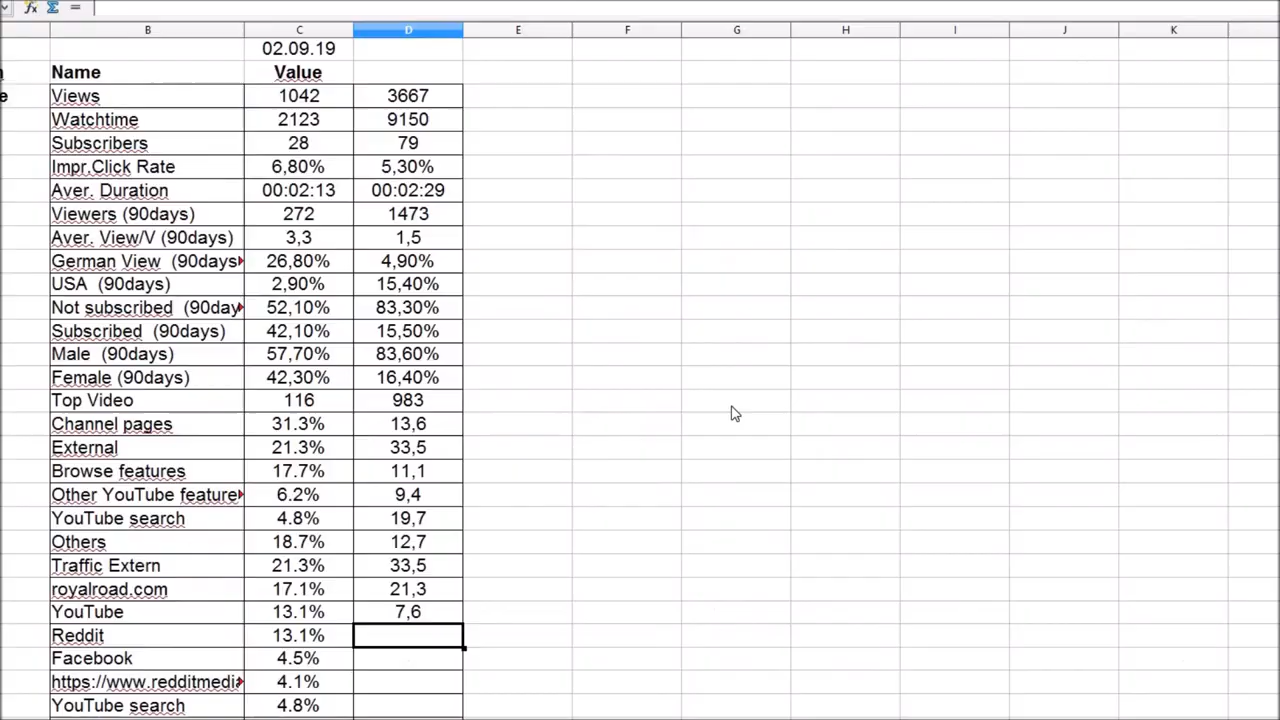 B C D E F G H I J K
02.09.19
Name Value
Views 1042 3667
Watchtime 2123 9150
Subscribers 28 79
Impr.Click Rate 6,80% 5,30%
Aver. Duration 00:02:13 00:02:29
Viewers (90days) 272 1473
Aver. View/V (90days) 3,3 1,5
German View (90days 26,80% 4,90%
USA (90days) 2,90% 15,40%
Not subscribed (90day 52,10% 83,30%
Subscribed (90days) 42,10% 15,50%
Male (90days) 57,70% 83,60%
Female (90days) 42,30% 16,40%
Top Video 116 983
Channel pages 31.3% 13,6
External 21.3% 33,5
Browse features 17.7% 11,1
Other YouTube feature 6.2% 9,4
YouTube search 4.8% 19,7
Others 18.7% 12,7
Traffic Extern 21.3% 33,5
royalroad.com 17.1% 21,3
YouTube 13.1% 7,6
Reddit 13.1%
Facebook 4.5%
https://www.redditmedia 4.1%
YouTube search 4.8%